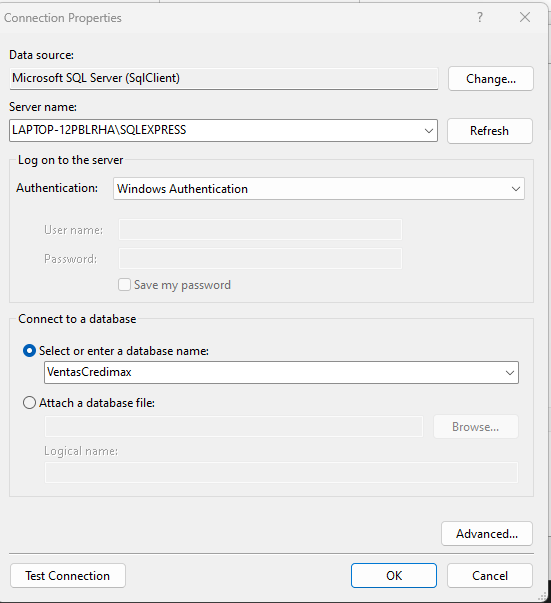 Connection Properties
?
Data source:
Microsoft SQL Server (SqlClient)
Change...
Server name:
LAPTOP-12PBLRHA\SQLEXPRESS
Refresh
Log on to the server
Authentication:
Windows Authentication
User name:
Password:
Save my password
Connect to a database
Select or enter a database name:
VentasCredimax
Attach a database file:
Browse...
Logical name:
Advanced...
Test Connection
OK
Cancel